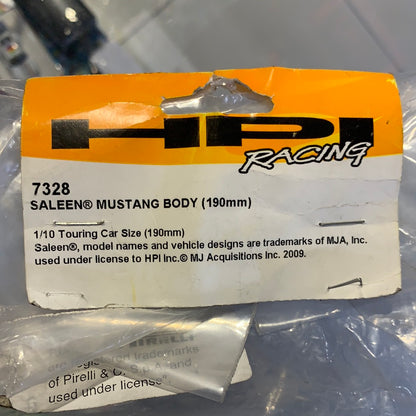 HPI
RACING
7328
SALEEN® MUSTANG BODY (190mm)
1/10 Touring Car Size (190mm)
Saleen®, model names and vehicle designs are trademarks of MJA, Inc.
used under license to HPI Inc.© MJ Acquisitions Inc. 2009.
PIRELLI
trademarks
of Pirelli & C. S.p.A. and
used under license.